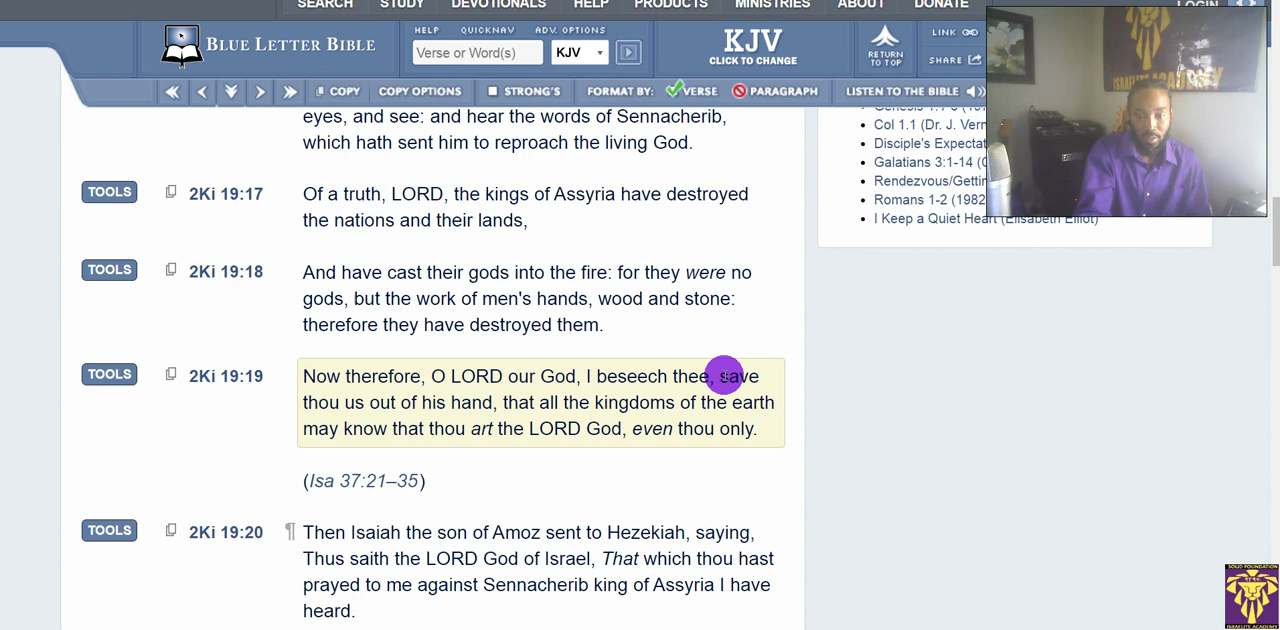 SEARCH STUDY DEVOTIONALS HELP PRODUCTS MINISTRIES ABOUT DONATE LOGIN
HELP QUICKNAV ADV. OPTIONS
BLUE LETTER BIBLE
Verse or Word(s) KJV
KJV
CLICK TO CHANGE
RETURN
TO TOP
LINK
SHARE
COPY COPY OPTIONS STRONG'S FORMAT BY: VERSE PARAGRAPH LISTEN TO THE BIBLE
ISRAELITE ACADEMY
eyes, and see: and hear the words of Sennacherib,
which hath sent him to reproach the living God.
TOOLS 2Ki 19:17 Of a truth, LORD, the kings of Assyria have destroyed
the nations and their lands,
TOOLS 2Ki 19:18 And have cast their gods into the fire: for they were no
gods, but the work of men's hands, wood and stone:
therefore they have destroyed them.
TOOLS 2Ki 19:19 Now therefore, O LORD our God, I beseech thee, save
thou us out of his hand, that all the kingdoms of the earth
may know that thou art the LORD God, even thou only.
(Isa 37:21–35)
TOOLS 2Ki 19:20 ¶ Then Isaiah the son of Amoz sent to Hezekiah, saying,
Thus saith the LORD God of Israel, That which thou hast
prayed to me against Sennacherib king of Assyria I have
heard.
Col 1.1 (Dr. J. Vern
Disciple's Expectat
Galatians 3:1-14 (
Rendezvous/Gettin
Romans 1-2 (1982
I Keep a Quiet Heart (Elisabeth Elliot)
SOLID FOUNDATION
ISRAELITE ACADEMY